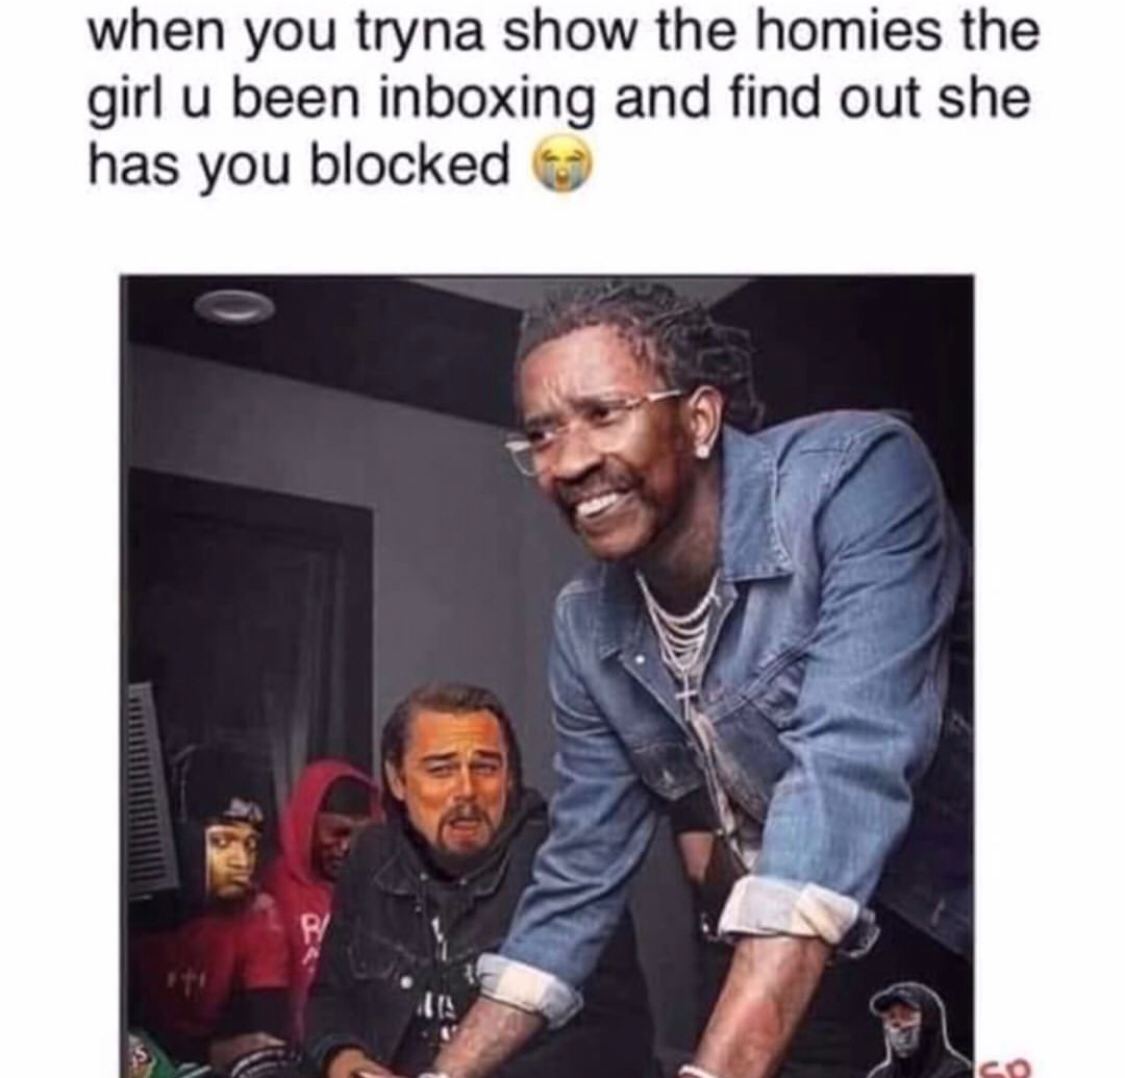 when you tryna show the homies the
girl u been inboxing and find out she
has you blocked 😭